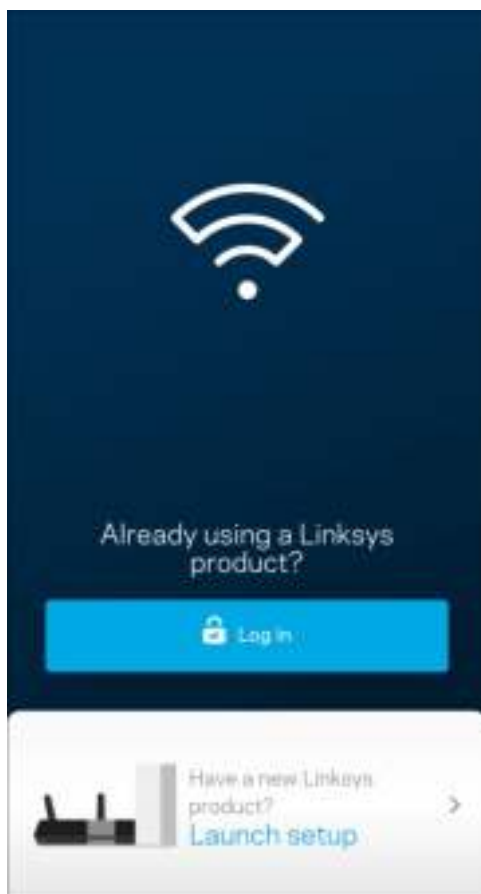 Already using a Linksys
product?
Log in
Have a new Linksys
product?
Launch setup